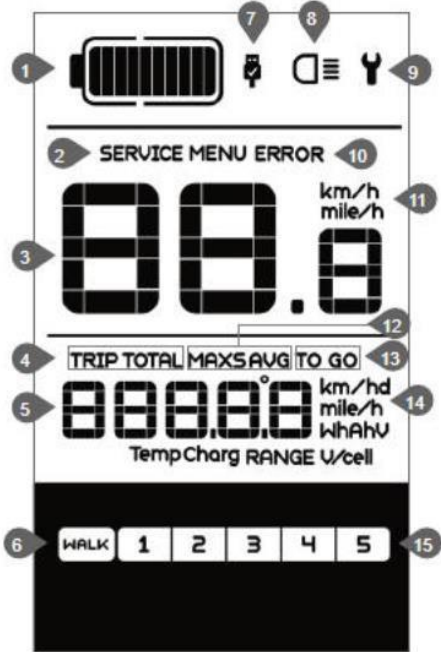 7 8
1 9
2 SERVICE MENU ERROR 10
km/h 11
mile/h
3 88.8
12
4 TRIP TOTAL MAXS AVG TO GO 13
5 888.8.8 km/hd
mile/h 14
WhAhV
Temp Charg RANGE V/cell
6 WALK 1 2 3 4 5 15